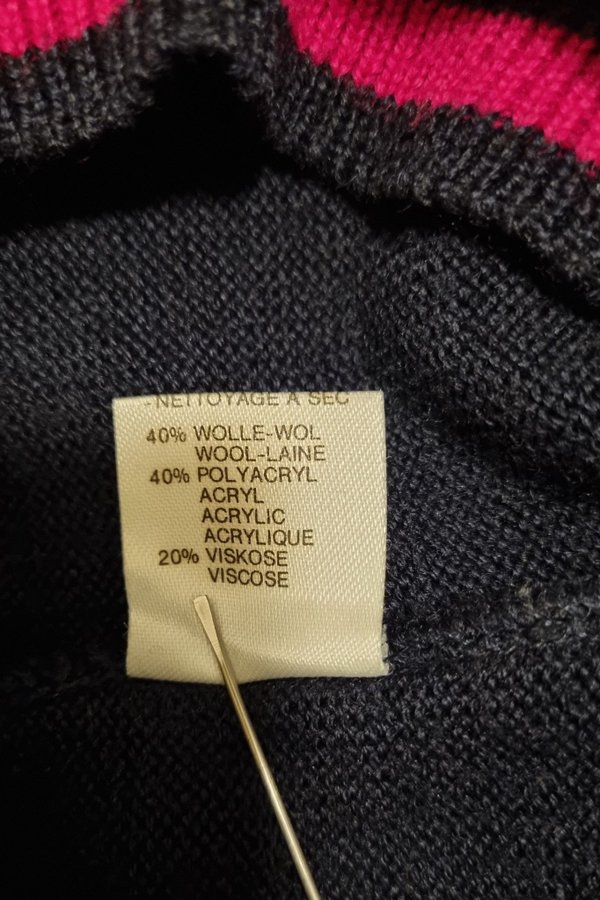 -NETTOYAGE A SEC
40% WOLLE-WOL
WOOL-LAINE
40% POLYACRYL
ACRYL
ACRYLIC
ACRYLIQUE
20% VISKOSE
VISCOSE